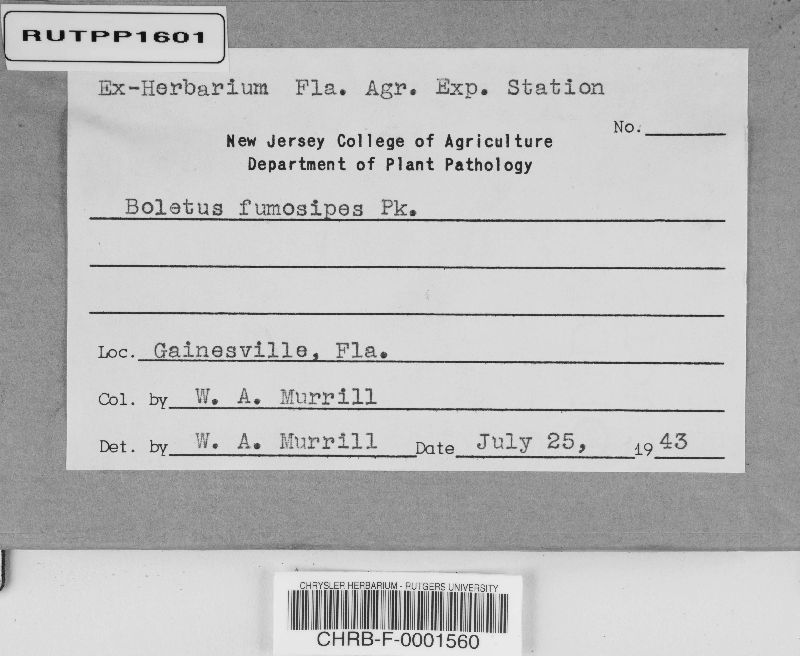 RUTPP1601
Ex-Herbarium Fla. Agr. Exp. Station
No.
New Jersey College of Agriculture
Department of Plant Pathology
Boletus fumosipes Pk.
Loc. Gainesville, Fla.
Col. by W. A. Murrill
Det. by W. A. Murrill Date July 25, 1943
CHRYSLER HERBARIUM - RUTGERS UNIVERSITY
CHRB-F-0001560